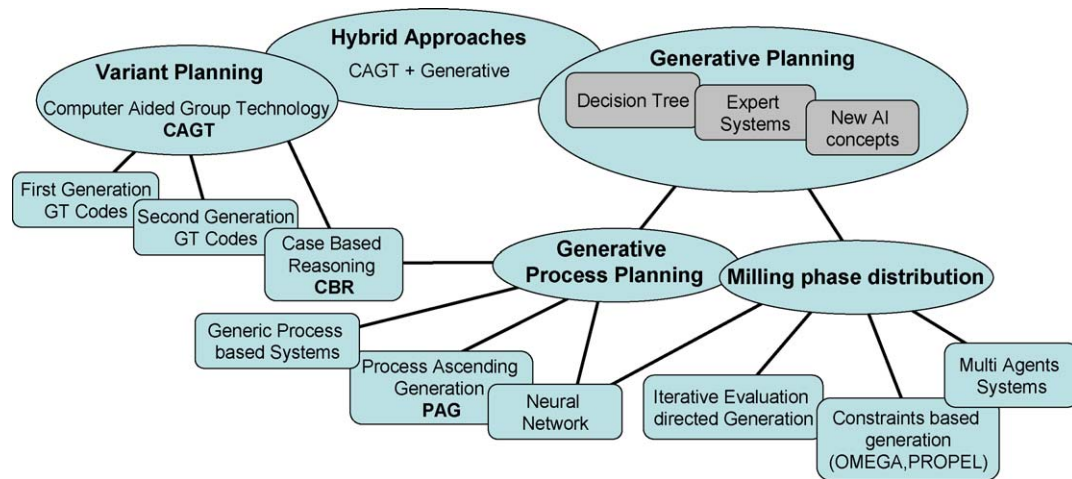 Hybrid Approaches
CAGT + Generative
Variant Planning
Computer Aided Group Technology
CAGT
Generative Planning
Decision Tree
Expert
Systems
New AI
concepts
First Generation
GT Codes
Second Generation
GT Codes
Case Based
Reasoning
CBR
Generative
Process Planning
Milling phase distribution
Generic Process
based Systems
Process Ascending
Generation
PAG
Neural
Network
Iterative Evaluation
directed Generation
Constraints based
generation
(OMEGA,PROPEL)
Multi Agents
Systems